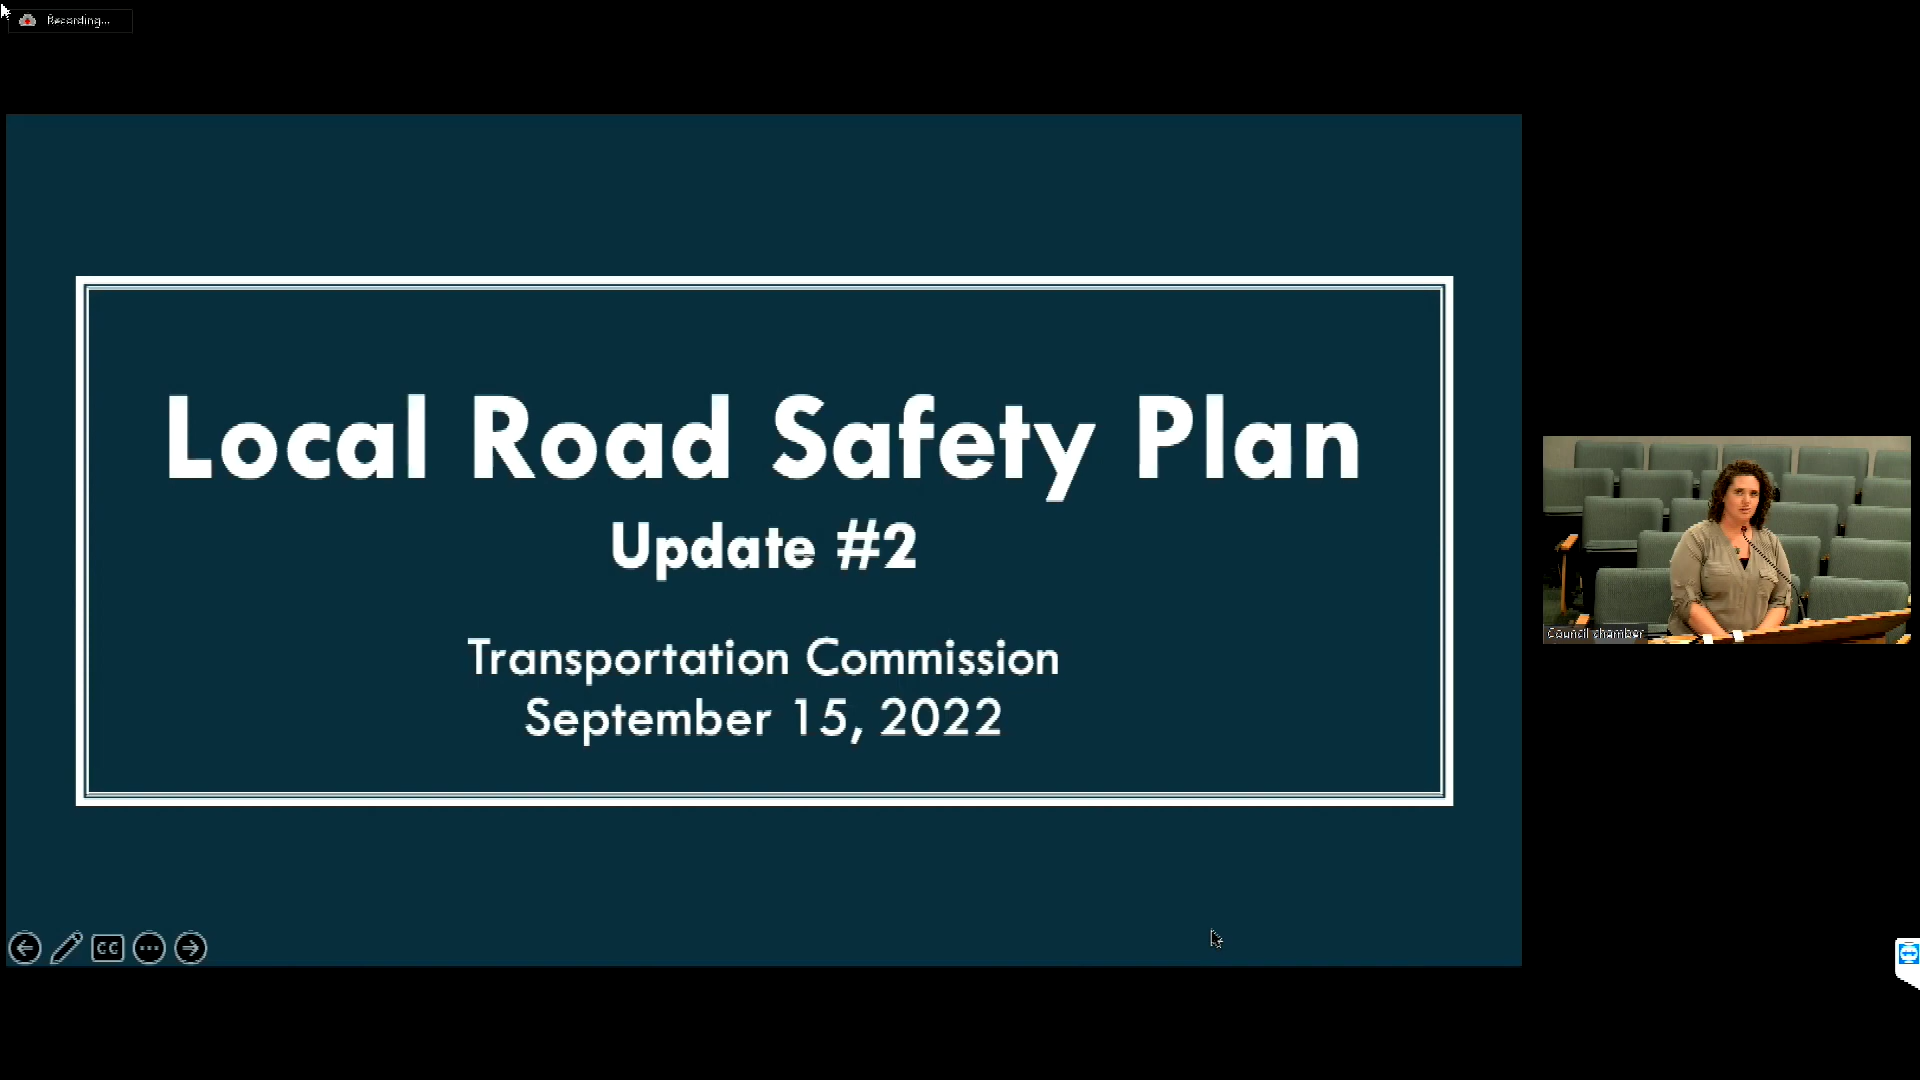 Recording...
Local Road Safety Plan
Update #2
Transportation Commission
September 15, 2022
CC
Council chamber